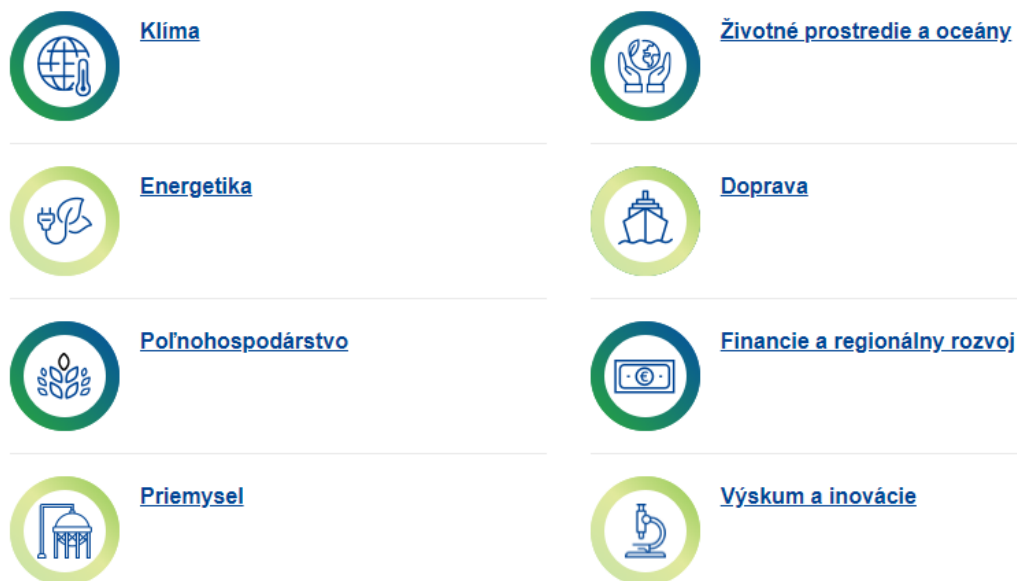 Klíma
Životné prostredie a oceány
Energetika
Doprava
Poľnohospodárstvo
Financie a regionálny rozvoj
Priemysel
Výskum a inovácie